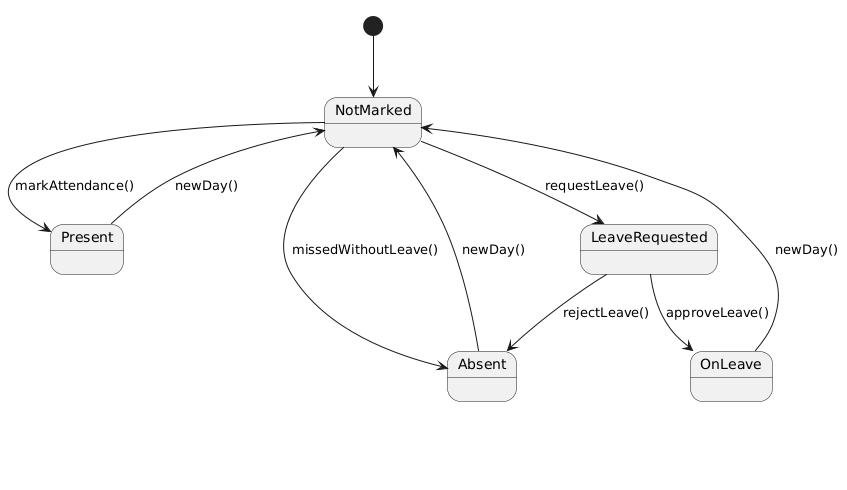 NotMarked
markAttendance()
newDay()
requestLeave()
Present
LeaveRequested
missedWithoutLeave()
newDay()
newDay()
rejectLeave()
approveLeave()
Absent
OnLeave